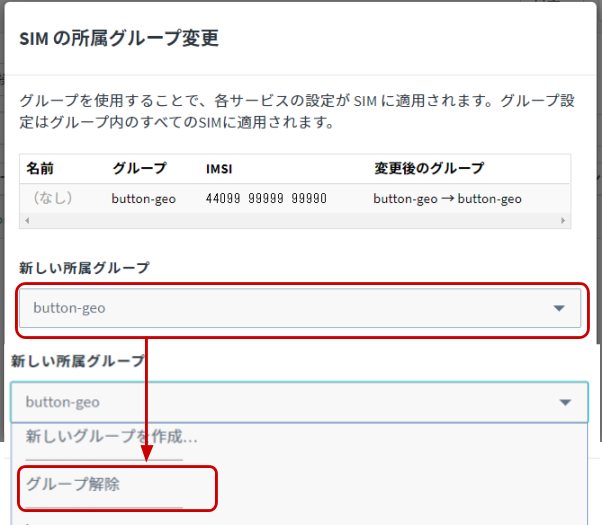 SIM の所属グループ変更
グループを使用することで、各サービスの設定が SIM に適用されます。グループ設
定はグループ内のすべてのSIMに適用されます。
名前 グループ IMSI 変更後のグループ
(なし) button-geo 44099 99999 99990 button-geo → button-geo
新しい所属グループ
button-geo
新しい所属グループ
button-geo
新しいグループを作成...
グループ解除